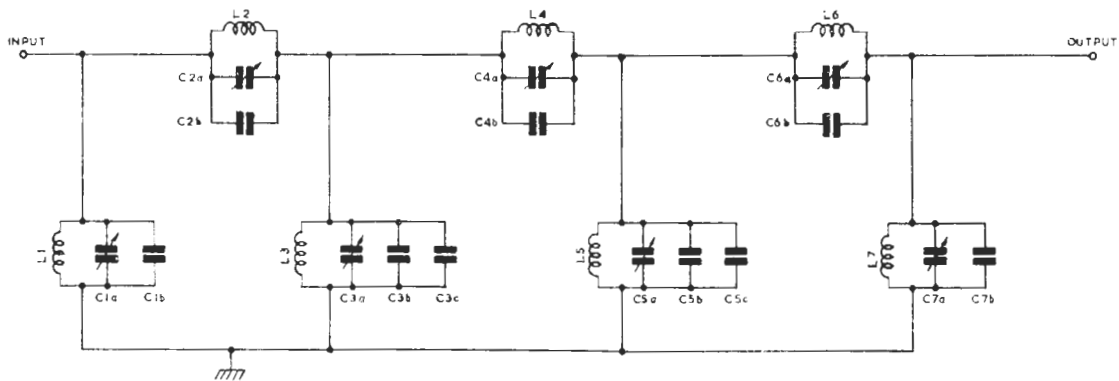 L2
L4
L6
INPUT
OUTPUT
C2a
C4a
C6a
C2b
C4b
C6b
L1
L3
L5
L7
C1a
C1b
C3a
C3b
C3c
C5a
C5b
C5c
C7a
C7b